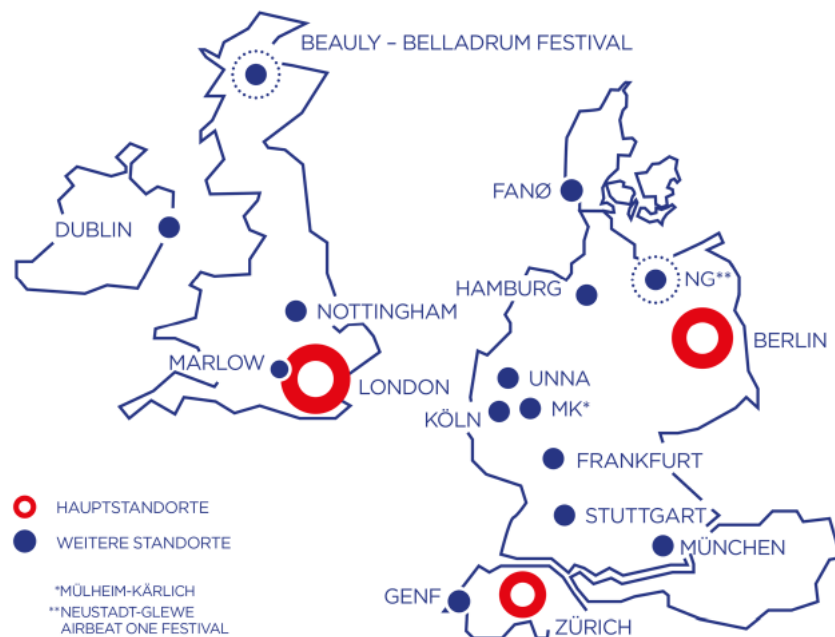 BEAULY – BELLADRUM FESTIVAL
FANØ
DUBLIN
NG**
HAMBURG
NOTTINGHAM
BERLIN
MARLOW
LONDON
UNNA
KÖLN
MK*
FRANKFURT
HAUPTSTANDORTE
STUTTGART
WEITERE STANDORTE
MÜNCHEN
*MÜLHEIM-KÄRLICH
**NEUSTADT-GLEWE
AIRBEAT ONE FESTIVAL
GENF
ZÜRICH